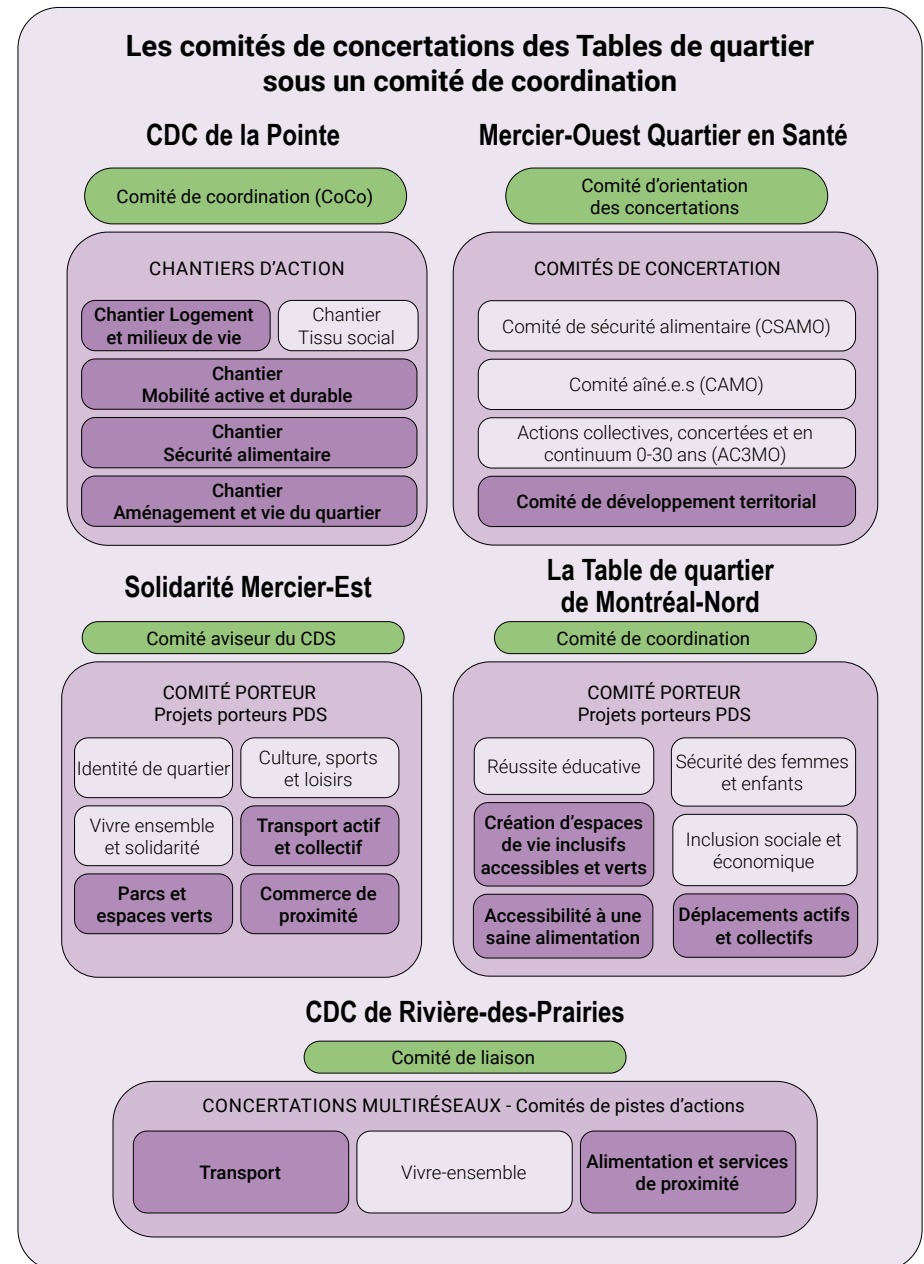 Les comités de concertations des Tables de quartier
sous un comité de coordination
CDC de la Pointe
Comité de coordination (CoCo)
CHANTIERS D'ACTION
Chantier Logement
et milieux de vie
Chantier
Tissu social
Chantier
Mobilité active et durable
Chantier
Sécurité alimentaire
Chantier
Aménagement et vie du quartier
Mercier-Ouest Quartier en Santé
Comité d'orientation
des concertations
COMITÉS DE CONCERTATION
Comité de sécurité alimentaire (CSAMO)
Comité aîné.e.s (CAMO)
Actions collectives, concertées et en
continuum 0-30 ans (AC3MO)
Comité de développement territorial
Solidarité Mercier-Est
Comité aviseur du CDS
COMITÉ PORTEUR
Projets porteurs PDS
Identité de quartier
Culture, sports
et loisirs
Vivre ensemble
et solidarité
Transport actif
et collectif
Parcs et
espaces verts
Commerce de
proximité
La Table de quartier
de Montréal-Nord
Comité de coordination
COMITÉ PORTEUR
Projets porteurs PDS
Réussite éducative
Sécurité des femmes
et enfants
Création d'espaces
de vie inclusifs
accessibles et verts
Inclusion sociale et
économique
Accessibilité à une
saine alimentation
Déplacements actifs
et collectifs
CDC de Rivière-des-Prairies
Comité de liaison
CONCERTATIONS MULTIRÉSEAUX - Comités de pistes d'actions
Transport
Vivre-ensemble
Alimentation et services
de proximité